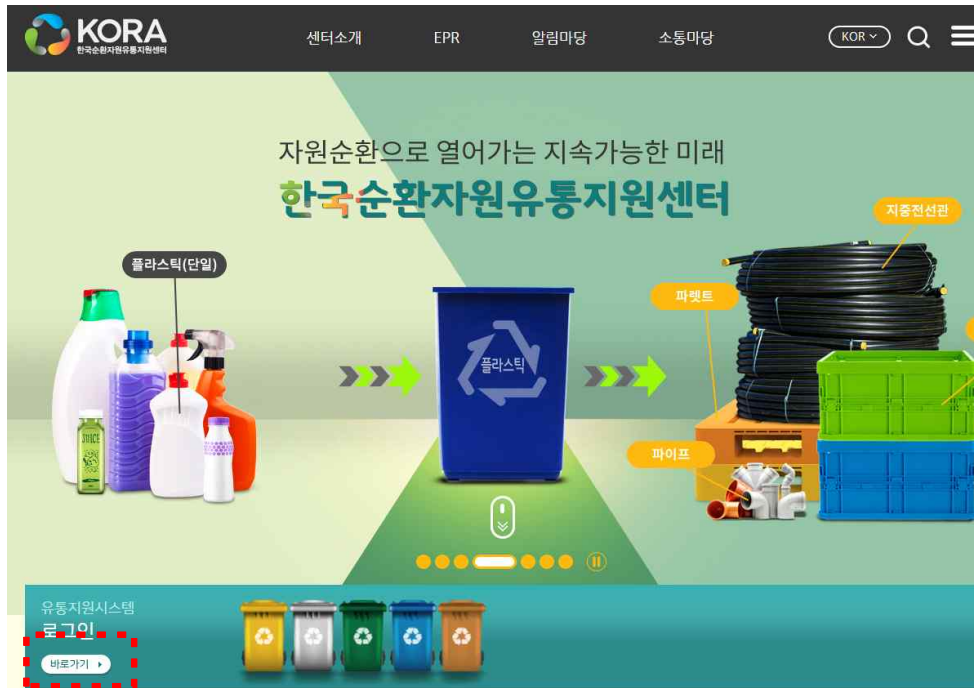 KORA
한국순환자원유통지원센터
센터소개
EPR
알림마당
소통마당
KOR
자원순환으로 열어가는 지속가능한 미래
한국순환자원유통지원센터
지중전선관
플라스틱(단일)
파렛트
플라스틱
JUICE
파이프
유통지원시스템
로그인
바로가기